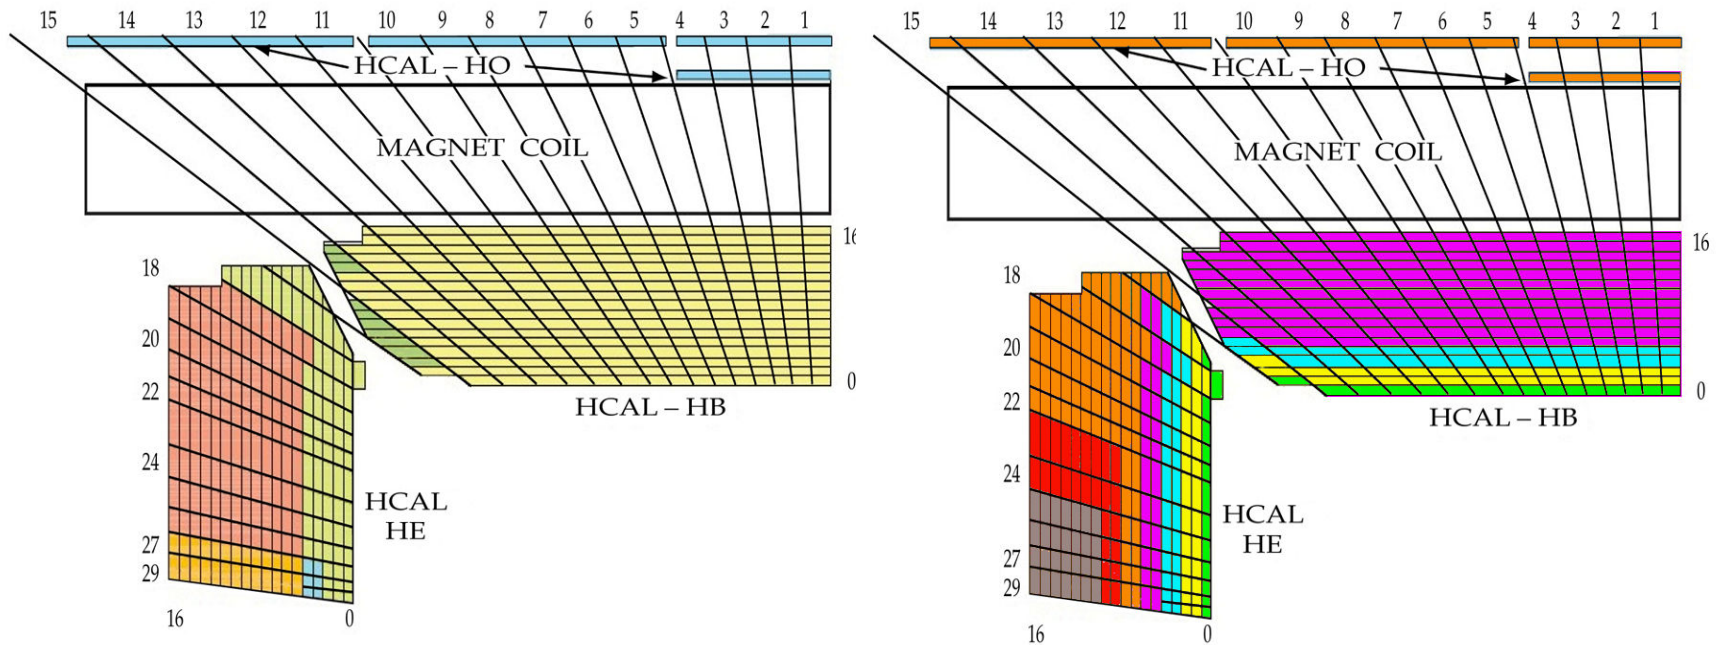 15 14 13 12 11 10 9 8 7 6 5 4 3 2 1
HCAL – HO
MAGNET COIL
16
18
20
22
24
27
29
0
HCAL – HB
HCAL
HE
16 0
15 14 13 12 11 10 9 8 7 6 5 4 3 2 1
HCAL – HO
MAGNET COIL
16
18
20
22
24
27
29
0
HCAL – HB
HCAL
HE
16 0